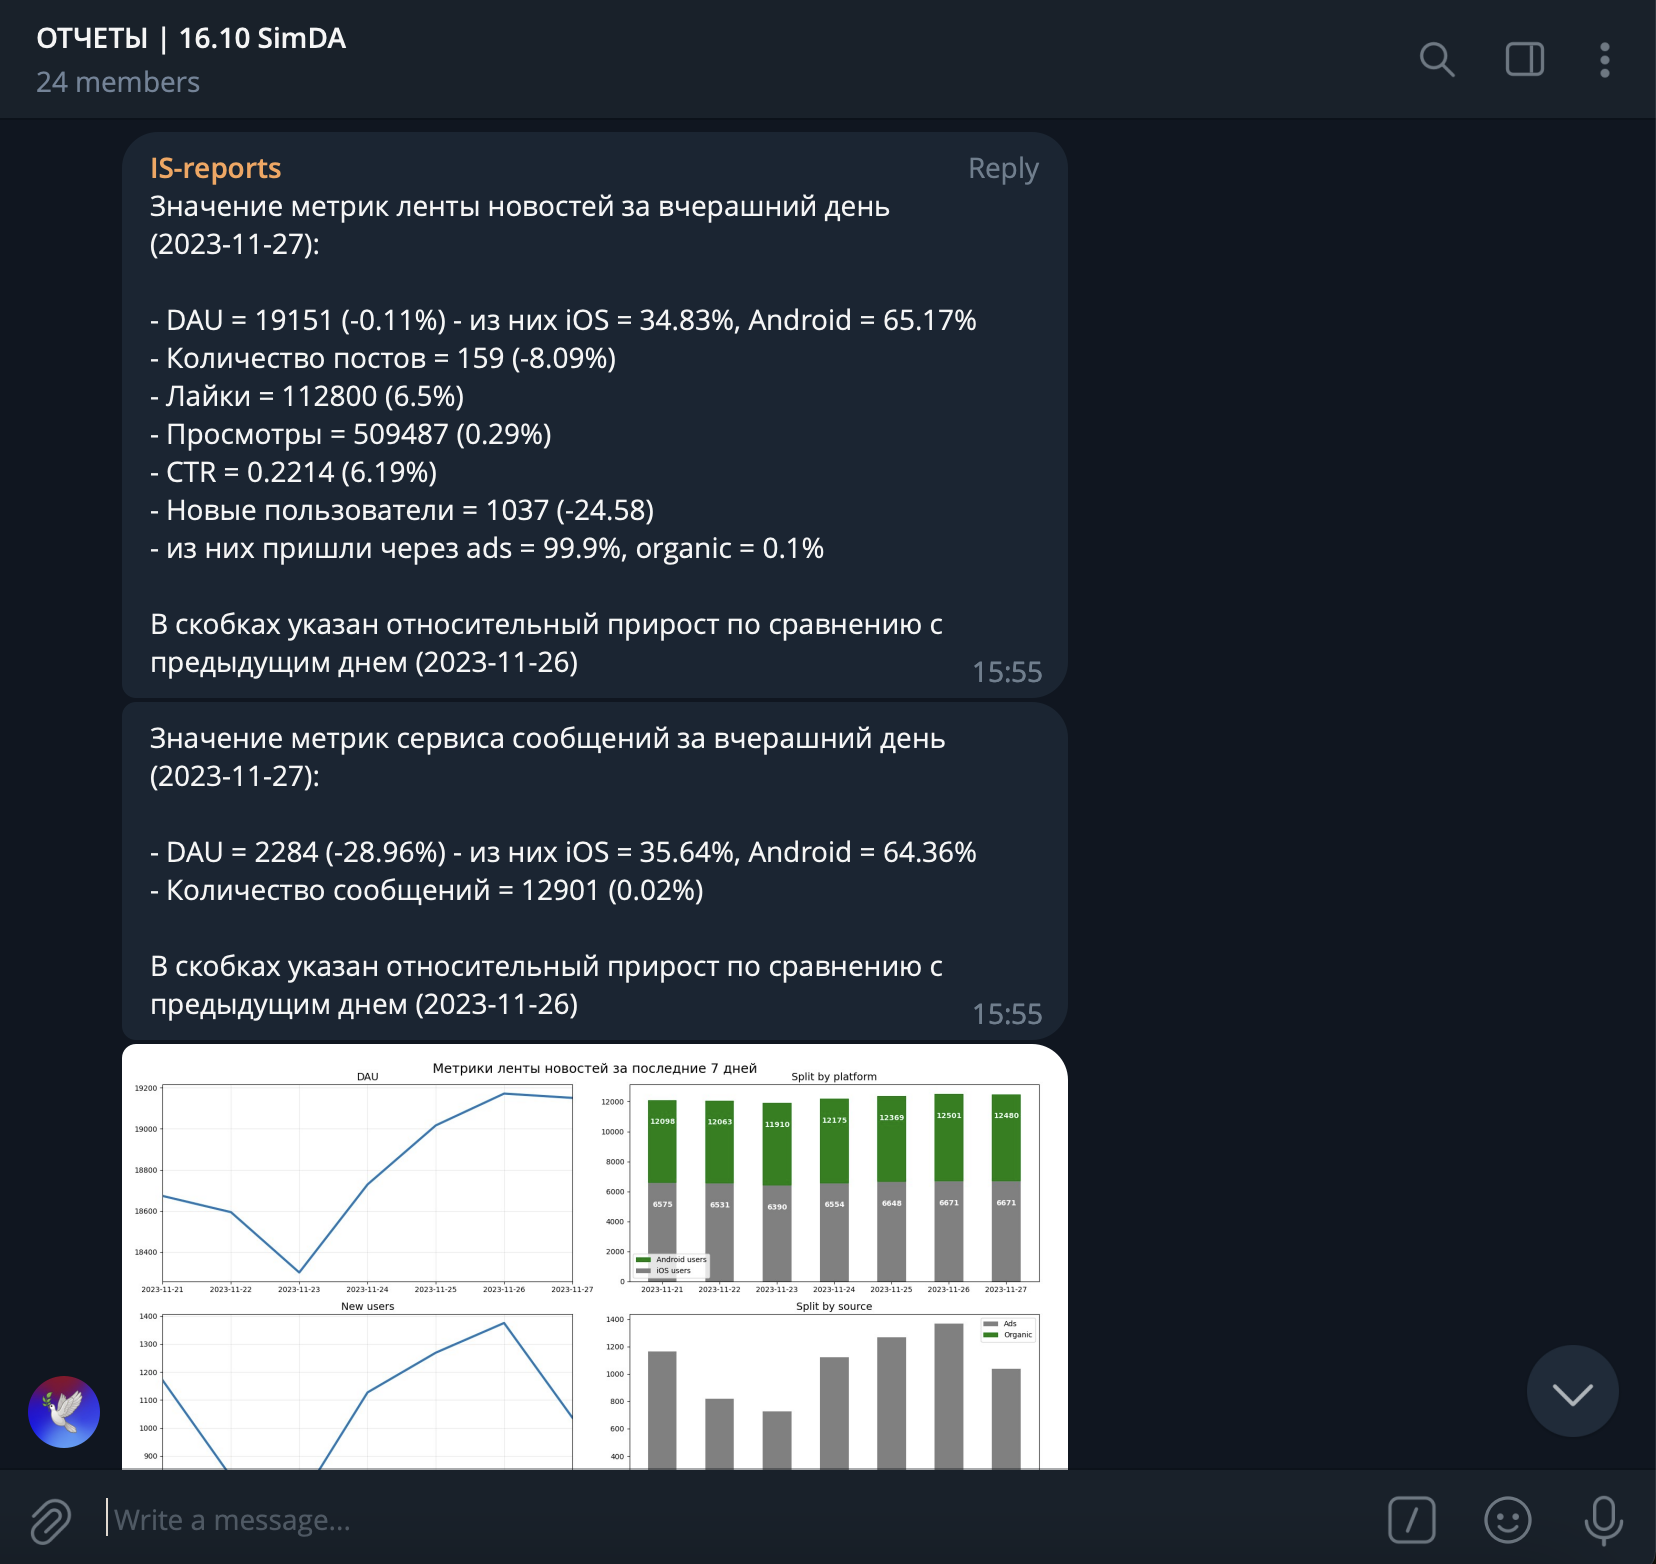 ОТЧЕТЫ | 16.10 SimDA
24 members
IS-reports
Reply
Значение метрик ленты новостей за вчерашний день
(2023-11-27):
- DAU = 19151 (-0.11%) - из них iOS = 34.83%, Android = 65.17%
- Количество постов = 159 (-8.09%)
- Лайки = 112800 (6.5%)
- Просмотры = 509487 (0.29%)
- CTR = 0.2214 (6.19%)
- Новые пользователи = 1037 (-24.58)
- из них пришли через ads = 99.9%, organic = 0.1%
В скобках указан относительный прирост по сравнению с
предыдущим днем (2023-11-26)
15:55
Значение метрик сервиса сообщений за вчерашний день
(2023-11-27):
- DAU = 2284 (-28.96%) - из них iOS = 35.64%, Android = 64.36%
- Количество сообщений = 12901 (0.02%)
В скобках указан относительный прирост по сравнению с
предыдущим днем (2023-11-26)
15:55
Метрики ленты новостей за последние 7 дней
DAU
19200
19000
18800
18600
18400
2023-11-21 2023-11-22 2023-11-23 2023-11-24 2023-11-25 2023-11-26 2023-11-27
Split by platform
12000
10000
8000
6000
4000
2000
0
12098 12063 11910 12175 12369 12501 12480
6575 6531 6390 6554 6648 6671 6671
Android users
iOS users
2023-11-21 2023-11-22 2023-11-23 2023-11-24 2023-11-25 2023-11-26 2023-11-27
New users
1400
1300
1200
1100
1000
900
Split by source
1400
1200
1000
800
600
400
Ads
Organic
Write a message...